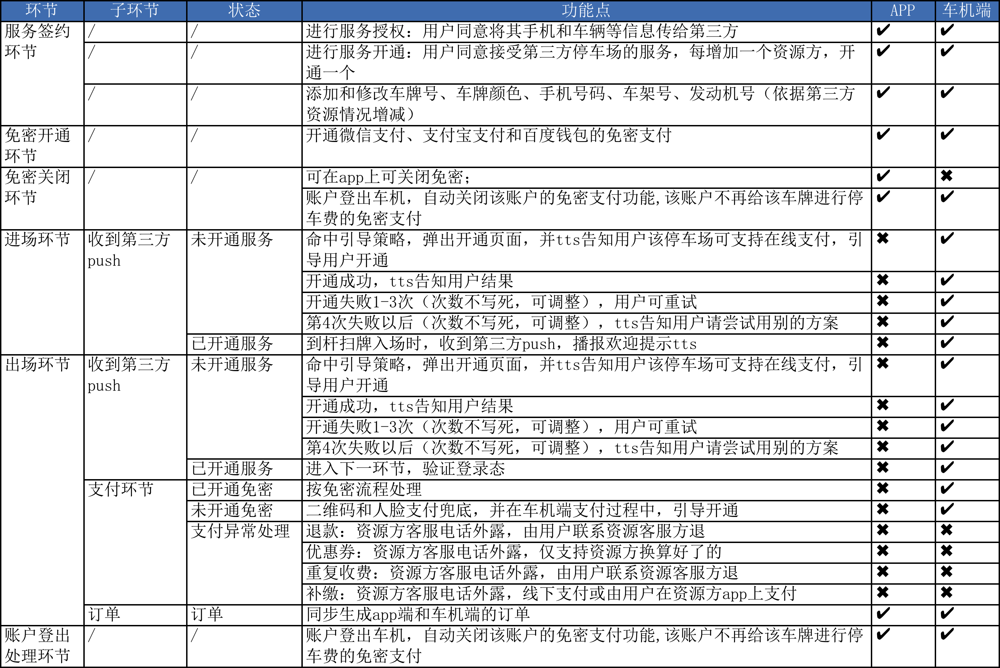 环节 子环节 状态 功能点 APP 车机端
服务签约 / / 进行服务授权：用户同意将其手机和车辆等信息传给第三方 ✔ ✔
环节 / / 进行服务开通：用户同意接受第三方停车场的服务，每增加一个资源方，开 ✔ ✔
通一个
/ / 添加和修改车牌号、车牌颜色、手机号码、车架号、发动机号（依据第三方 ✔ ✔
资源情况增减）
免密开通 / / 开通微信支付、支付宝支付和百度钱包的免密支付 ✔ ✔
环节
免密关闭 / / 可在app上可关闭免密； ✔ ✖
环节 账户登出车机，自动关闭该账户的免密支付功能,该账户不再给该车牌进行停 ✔ ✔
车费的免密支付
进场环节 收到第三方 未开通服务 命中引导策略，弹出开通页面，并tts告知用户该停车场可支持在线支付，引 ✖ ✔
push 导用户开通
开通成功，tts告知用户结果 ✖ ✔
开通失败1-3次（次数不写死，可调整），用户可重试 ✖ ✔
第4次失败以后（次数不写死，可调整），tts告知用户请尝试用别的方案 ✖ ✔
已开通服务 到杆扫牌入场时，收到第三方push，播报欢迎提示tts ✖ ✔
出场环节 收到第三方 未开通服务 命中引导策略，弹出开通页面，并tts告知用户该停车场可支持在线支付，引 ✖ ✔
push 导用户开通
开通成功，tts告知用户结果 ✖ ✔
开通失败1-3次（次数不写死，可调整），用户可重试 ✖ ✔
第4次失败以后（次数不写死，可调整），tts告知用户请尝试用别的方案 ✖ ✔
已开通服务 进入下一环节，验证登录态 ✖ ✔
支付环节 已开通免密 按免密流程处理 ✖ ✔
未开通免密 二维码和人脸支付兜底，并在车机端支付过程中，引导开通 ✖ ✔
支付异常处理 退款：资源方客服电话外露，由用户联系资源客服方退 ✖ ✖
优惠券：资源方客服电话外露，仅支持资源方换算好了的 ✖ ✖
重复收费：资源方客服电话外露，由用户联系资源客服方退 ✖ ✖
补缴：资源方客服电话外露，线下支付或由用户在资源方app上支付 ✖ ✖
订单 订单 同步生成app端和车机端的订单 ✔ ✔
账户登出 / / 账户登出车机，自动关闭该账户的免密支付功能,该账户不再给该车牌进行停 ✔ ✔
处理环节 车费的免密支付